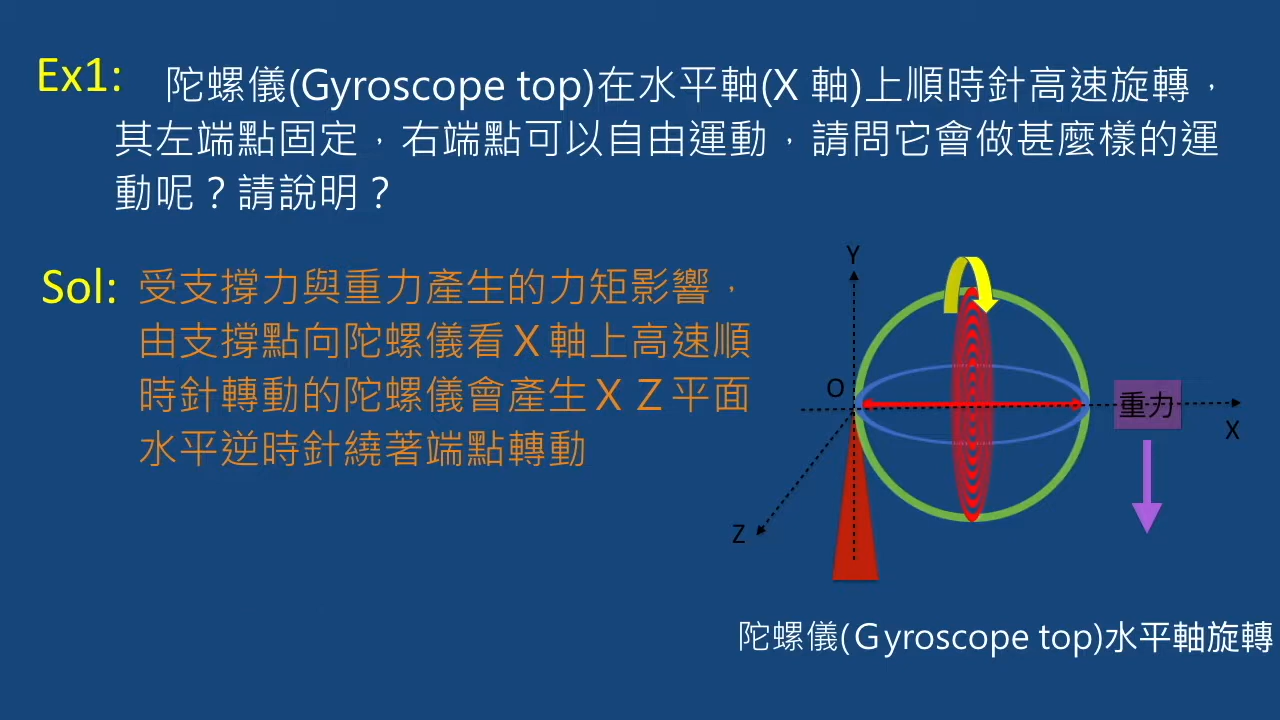 Ex1: 陀螺儀(Gyroscope top)在水平軸(X 軸)上順時針高速旋轉，
其左端點固定，右端點可以自由運動，請問它會做甚麼樣的運
動呢？請說明？
Sol: 受支撐力與重力產生的力矩影響，
由支撐點向陀螺儀看Ｘ軸上高速順
時針轉動的陀螺儀會產生ＸＺ平面
水平逆時針繞著端點轉動
Y
O
重力
X
Z
陀螺儀(Ｇyroscope top)水平軸旋轉